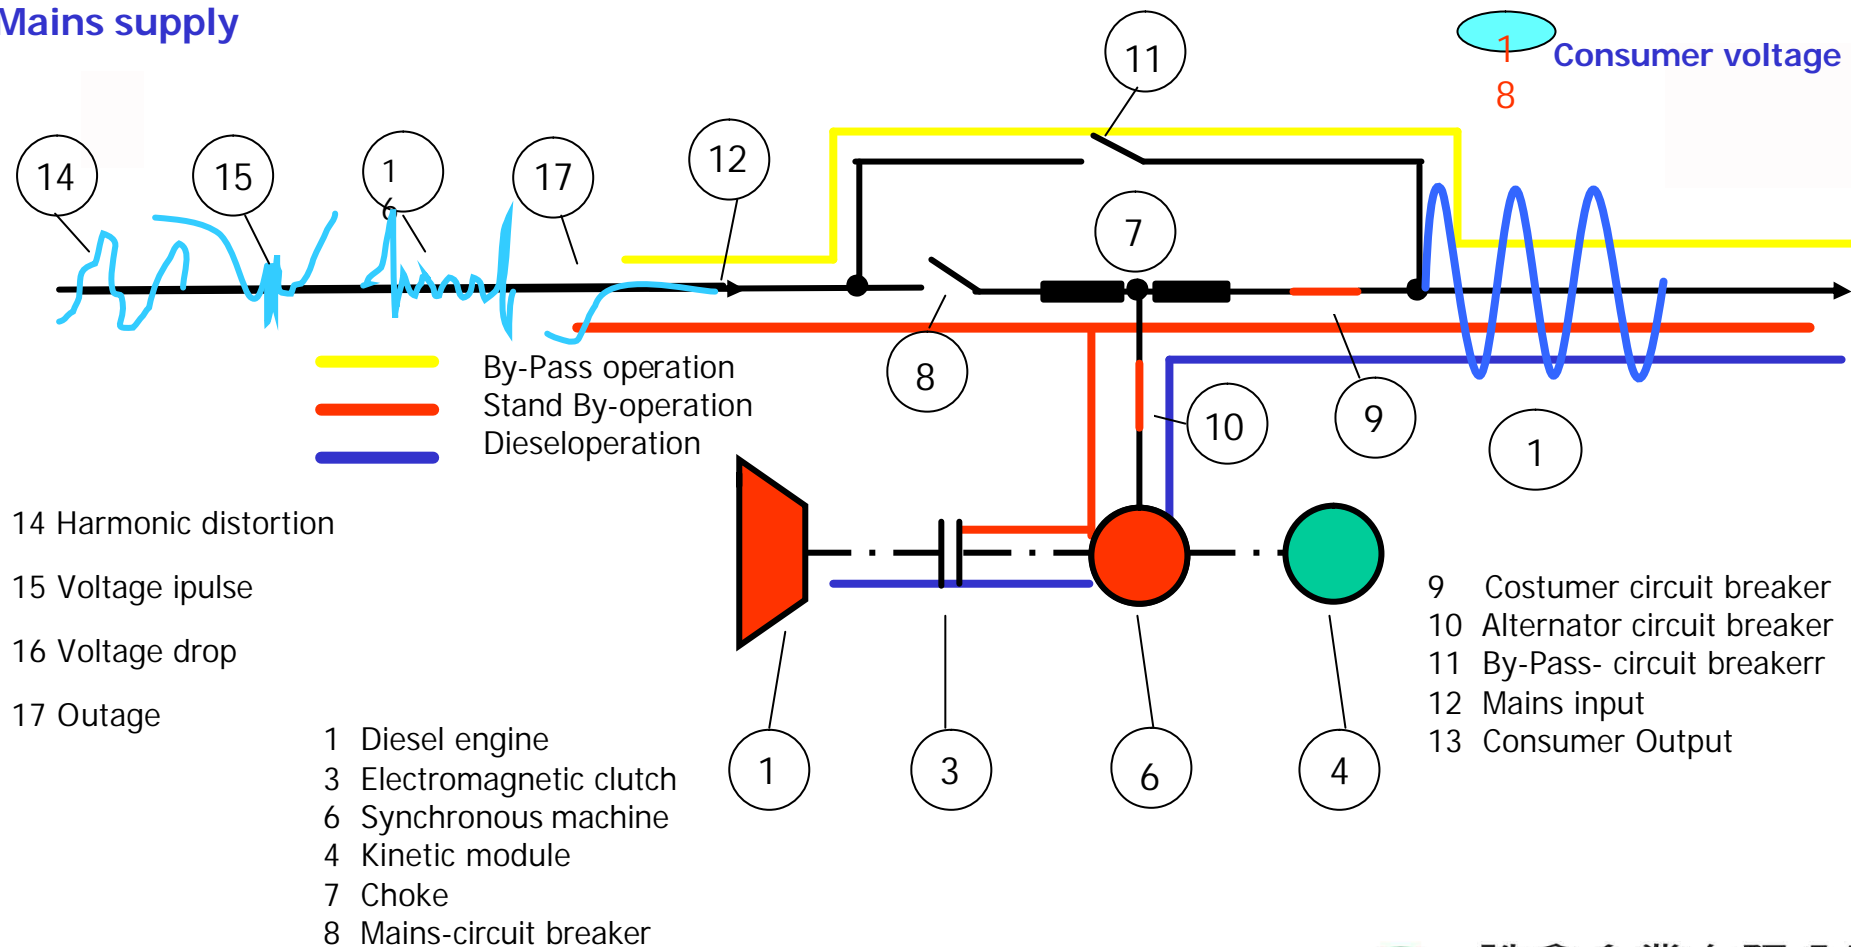 Mains supply
11
1
8
Consumer voltage
14
15
1
6
17
12
7
8
10
9
1
By-Pass operation
Stand By-operation
Dieseloperation
14 Harmonic distortion
15 Voltage ipulse
16 Voltage drop
17 Outage
1 Diesel engine
3 Electromagnetic clutch
6 Synchronous machine
4 Kinetic module
7 Choke
8 Mains-circuit breaker
1
3
6
4
9 Costumer circuit breaker
10 Alternator circuit breaker
11 By-Pass- circuit breakerr
12 Mains input
13 Consumer Output